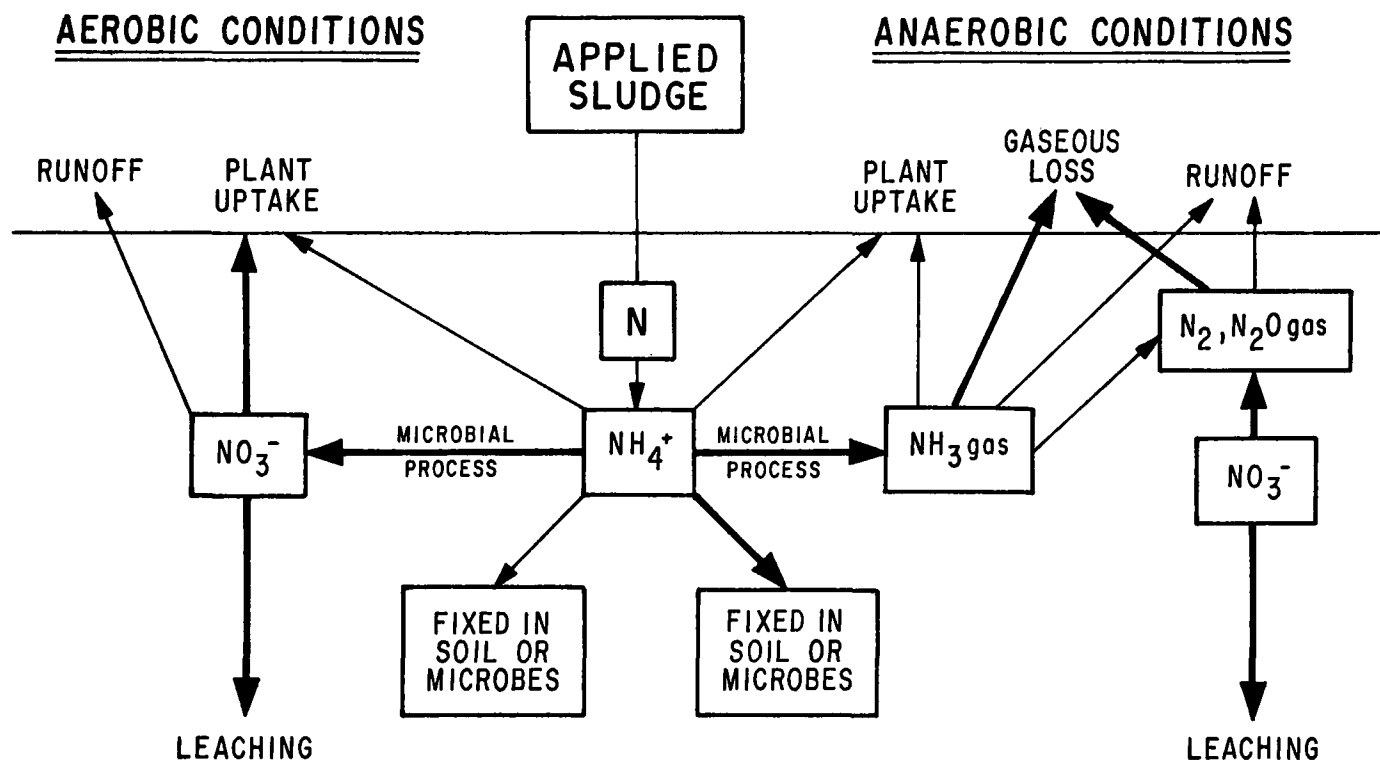 AEROBIC CONDITIONS
APPLIED
SLUDGE
ANAEROBIC CONDITIONS
RUNOFF
PLANT
UPTAKE
PLANT
UPTAKE
GASEOUS
LOSS
RUNOFF
N
N₂, N₂O gas
NO₃⁻
MICROBIAL
PROCESS
NH₄⁺
MICROBIAL
PROCESS
NH₃ gas
NO₃⁻
FIXED IN
SOIL OR
MICROBES
FIXED IN
SOIL OR
MICROBES
LEACHING
LEACHING